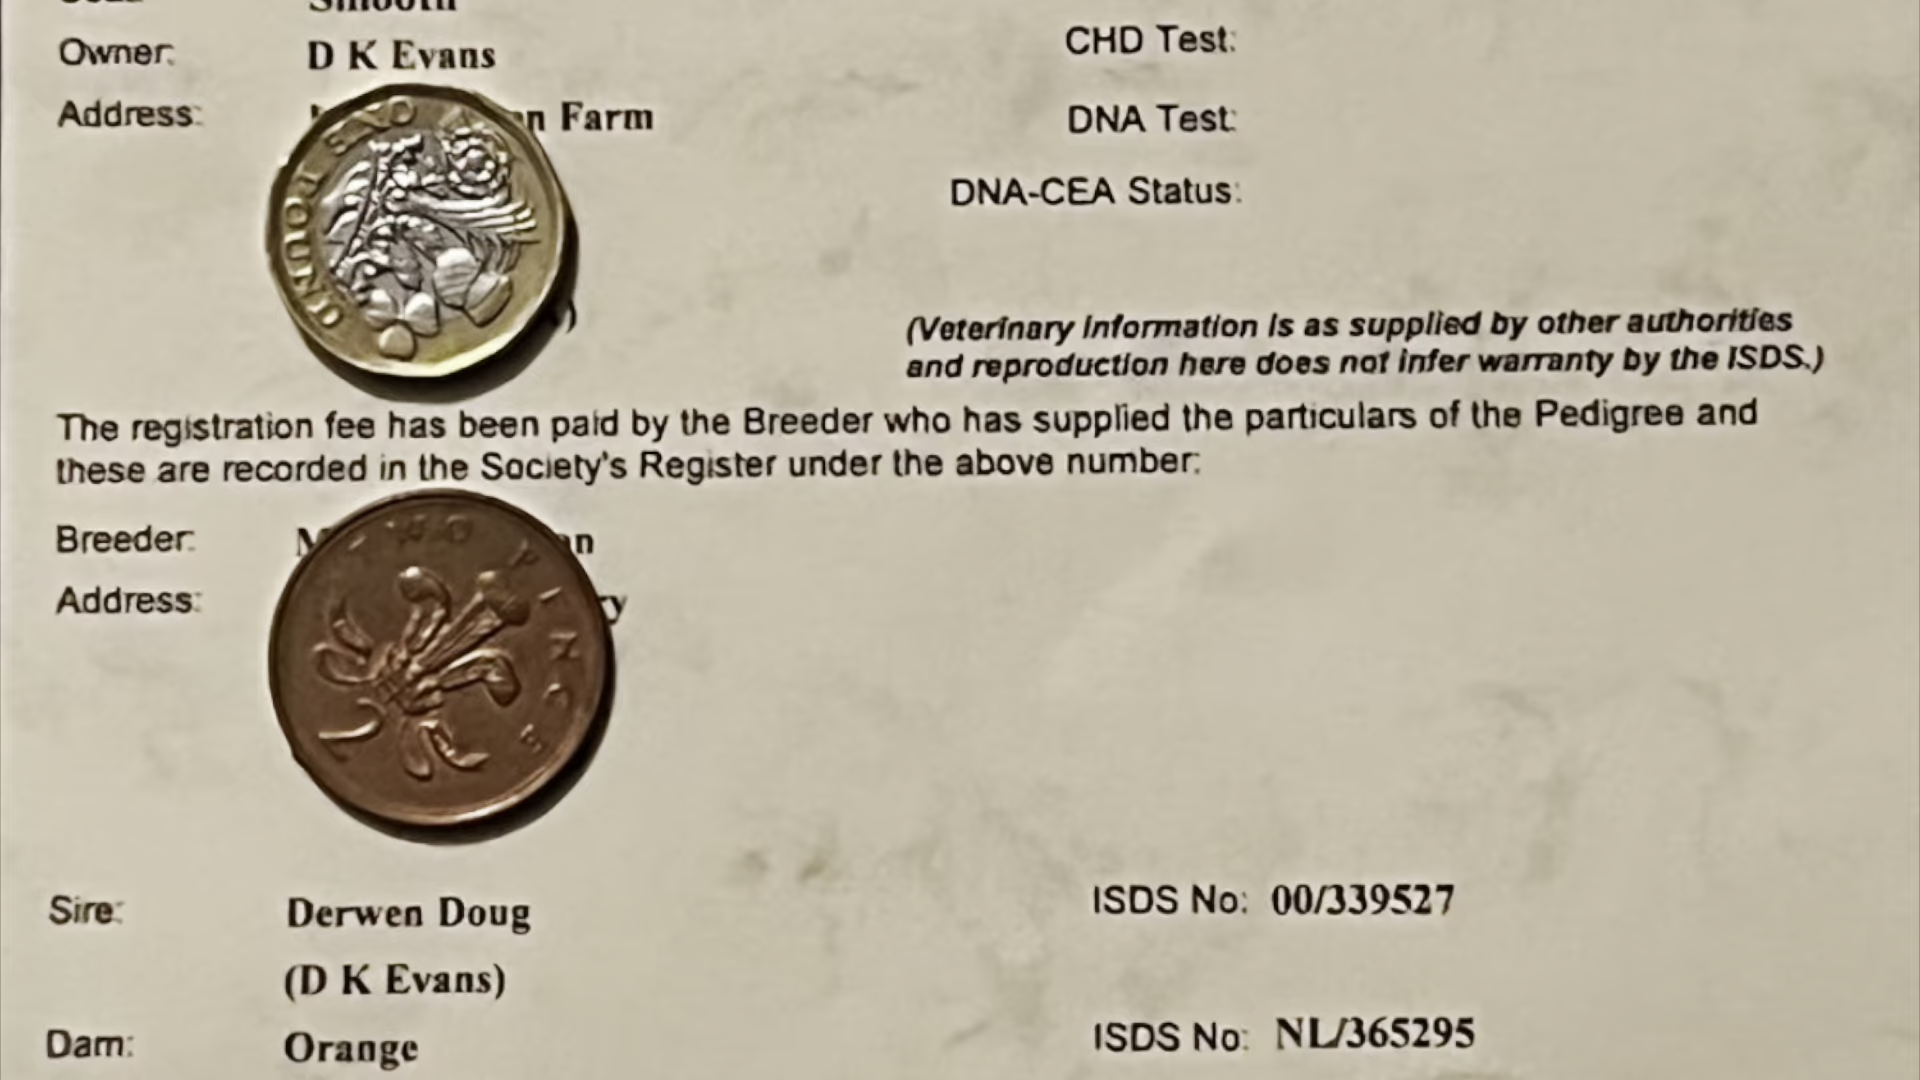 Smooth
Owner: D K Evans
CHD Test:
Address: Farm
DNA Test:
DNA-CEA Status:
ONE POUND
(Veterinary information is as supplied by other authorities
and reproduction here does not infer warranty by the ISDS.)
The registration fee has been paid by the Breeder who has supplied the particulars of the Pedigree and
these are recorded in the Society's Register under the above number:
Breeder:
Address:
TWO PENCE
Sire: Derwen Doug
ISDS No: 00/339527
(D K Evans)
Dam: Orange
ISDS No: NL/365295